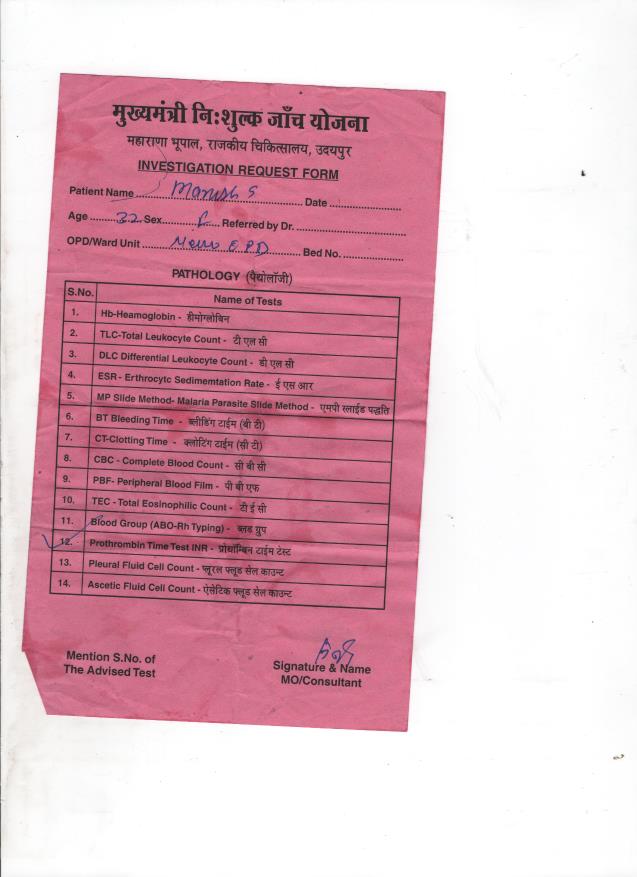 मुख्यमंत्री निःशुल्क जाँच योजना
महाराणा भूपाल, राजकीय चिकित्सालय, उदयपुर
INVESTIGATION REQUEST FORM
Patient Name Manish S Date
Age 32 Sex Referred by Dr.
OPD/Ward Unit Bed No.
PATHOLOGY (पैथोलॉजी)
S.No. Name of Tests
1. Hb-Heamoglobin - हीमोग्लोबिन
2. TLC-Total Leukocyte Count - टी एल सी
3. DLC Differential Leukocyte Count - डी एल सी
4. ESR - Erthrocytc Sedimemtation Rate - ई एस आर
5. MP Slide Method- Malaria Parasite Slide Method - एमपी स्लाईड पद्धति
6. BT Bleeding Time - ब्लीडिंग टाईम (बी टी)
7. CT-Clotting Time - क्लोटिंग टाईम (सी टी)
8. CBC - Complete Blood Count - सी बी सी
9. PBF- Peripheral Blood Film - पी बी एफ
10. TEC - Total Eosinophilic Count - टी ई सी
11. Blood Group (ABO-Rh Typing) - ब्लड ग्रुप
12. Prothrombin Time Test INR - प्रोथॉम्बिन टाईम टेस्ट
13. Pleural Fluid Cell Count - प्लूरल फ्लूड सेल काउन्ट
14. Ascetic Fluid Cell Count - ऐसेटिक फ्लूड सेल काउन्ट
Mention S.No. of
The Advised Test
Signature & Name
MO/Consultant